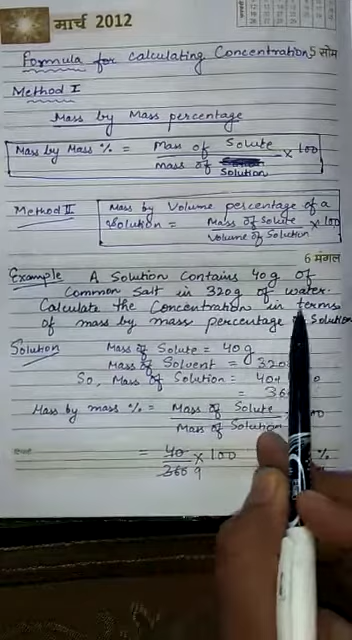 मार्च 2012
Formula for Calculating Concentration 5 सोम
Method I
Mass by Mass percentage
Mass by Mass % = Mass of Solute × 100
Mass of Solution
Method II Mass by Volume percentage of a
Solution = Mass of Solute × 100
Volume of Solution
6 मंगल
Example A Solution Contains 40g of
Common Salt in 320g of water.
Calculate the Concentration in terms
of mass by mass percentage of Solution
Solution Mass of Solute = 40g
Mass of Solvent = 320
So, Mass of Solution = 40+
= 36
Mass by mass % = Mass of Solute
Mass of Solution
= 40 × 100 %
360 g